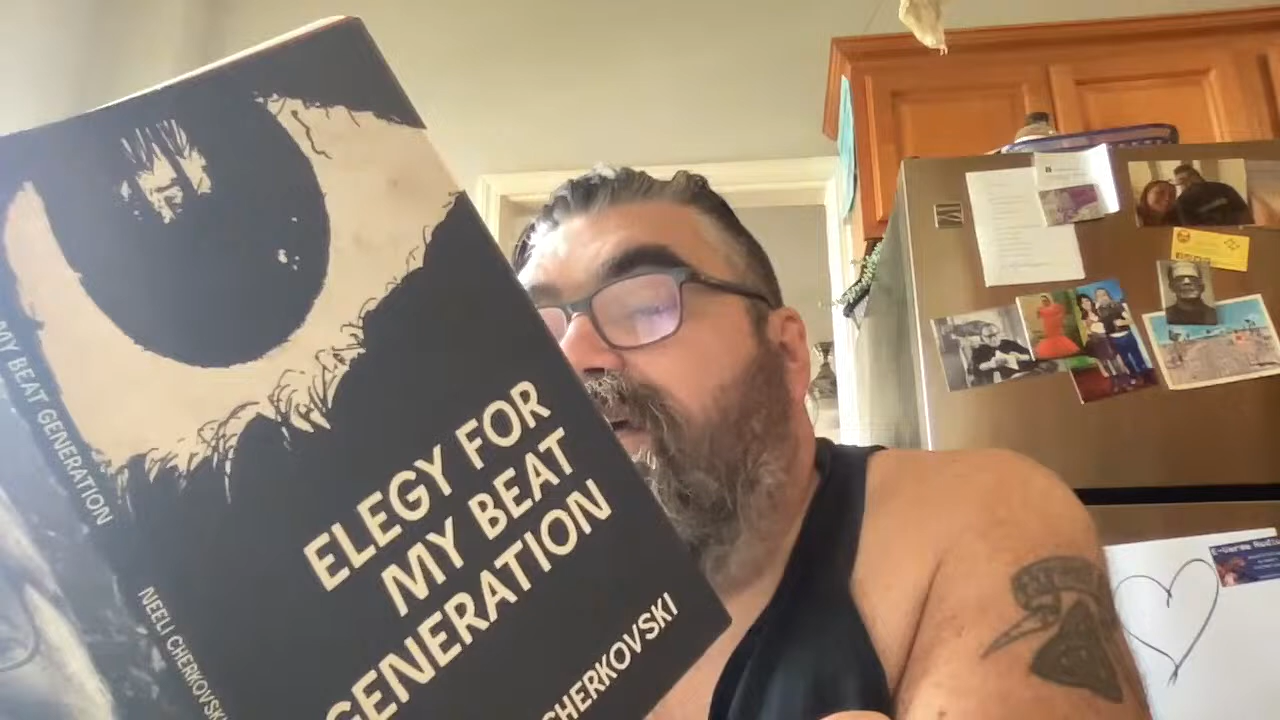 MY BEAT GENERATION
NEELI CHERKOVSKI
ELEGY FOR
MY BEAT
GENERATION
CHERKOVSKI
M